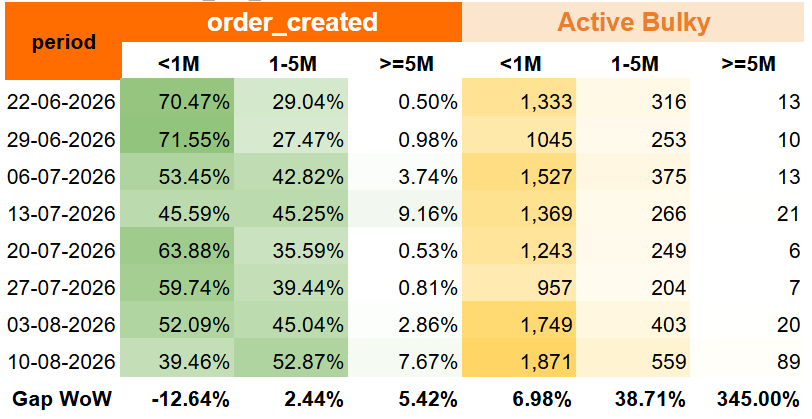 order_created Active Bulky
period
<1M 1-5M >=5M <1M 1-5M >=5M
22-06-2026 70.47% 29.04% 0.50% 1,333 316 13
29-06-2026 71.55% 27.47% 0.98% 1045 253 10
06-07-2026 53.45% 42.82% 3.74% 1,527 375 13
13-07-2026 45.59% 45.25% 9.16% 1,369 266 21
20-07-2026 63.88% 35.59% 0.53% 1,243 249 6
27-07-2026 59.74% 39.44% 0.81% 957 204 7
03-08-2026 52.09% 45.04% 2.86% 1,749 403 20
10-08-2026 39.46% 52.87% 7.67% 1,871 559 89
Gap WoW -12.64% 2.44% 5.42% 6.98% 38.71% 345.00%